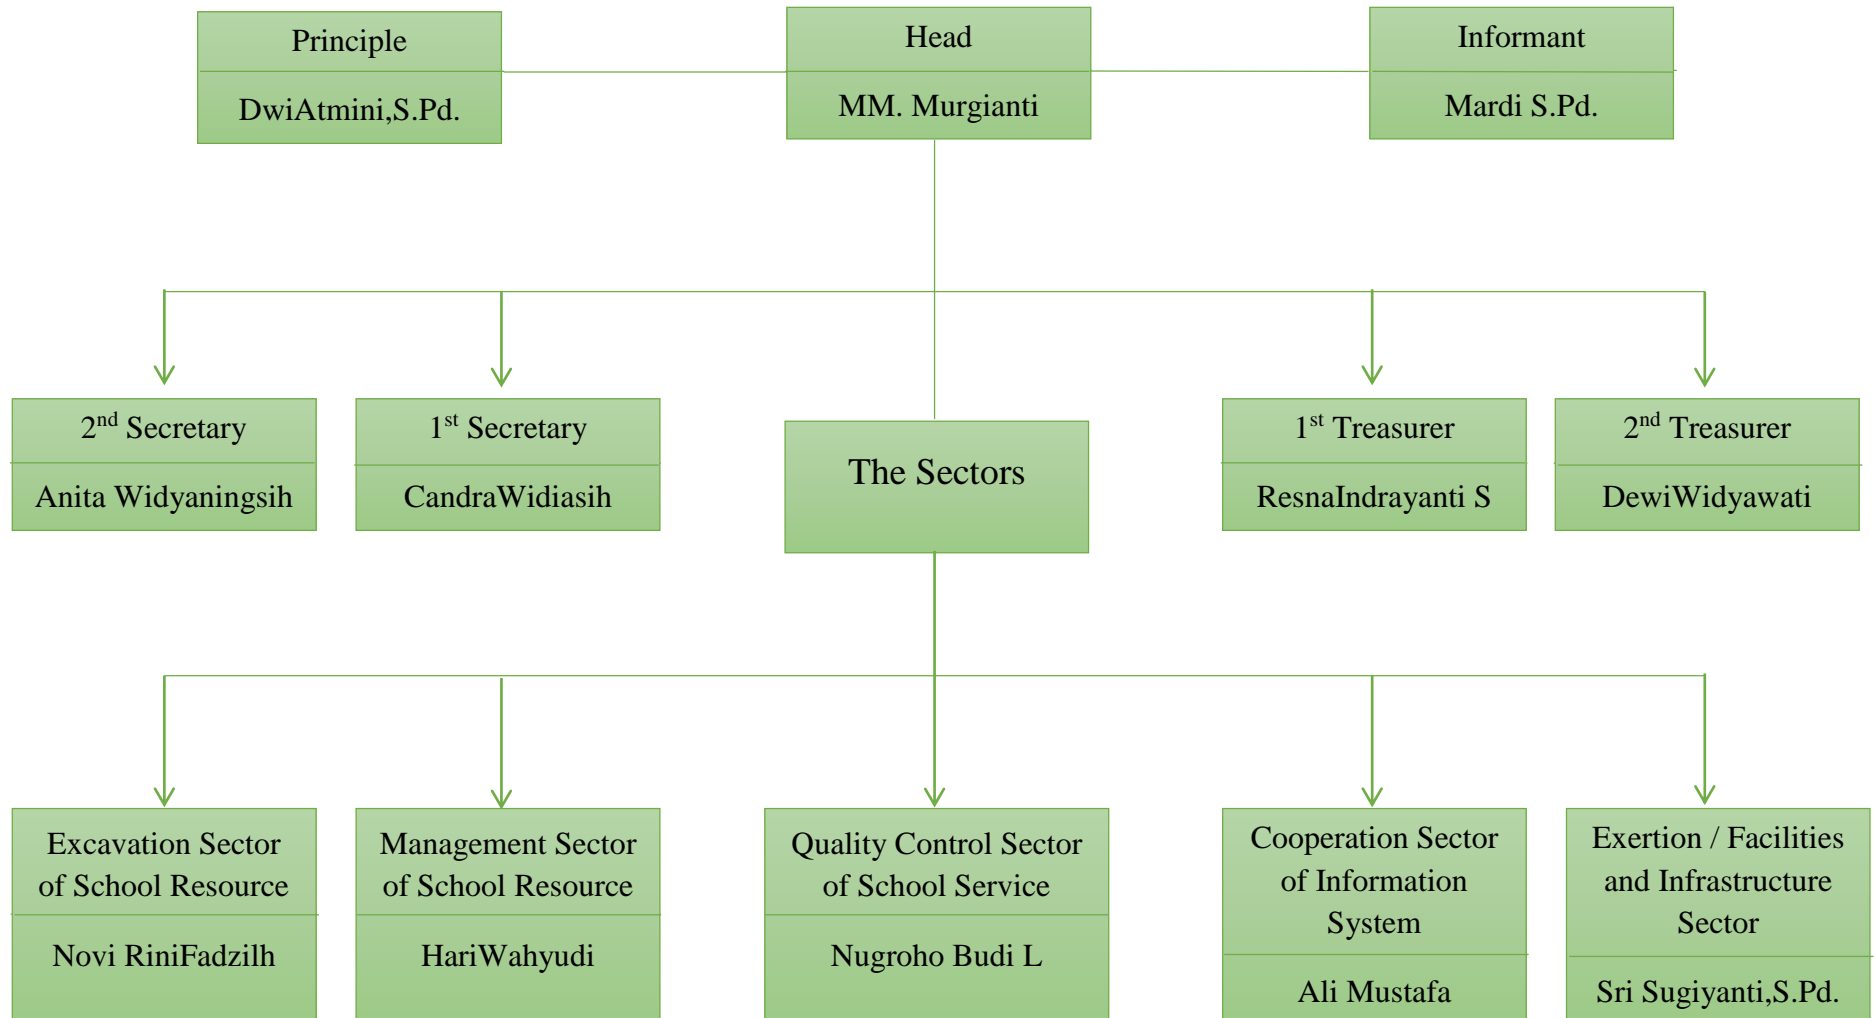 Principle
DwiAtmini,S.Pd.
Head
MM. Murgianti
Informant
Mardi S.Pd.
2nd Secretary
Anita Widyaningsih
1st Secretary
CandraWidiasih
The Sectors
1st Treasurer
ResnaIndrayanti S
2nd Treasurer
DewiWidyawati
Excavation Sector
of School Resource
Novi RiniFadzilh
Management Sector
of School Resource
HariWahyudi
Quality Control Sector
of School Service
Nugroho Budi L
Cooperation Sector
of Information
System
Ali Mustafa
Exertion / Facilities
and Infrastructure
Sector
Sri Sugiyanti,S.Pd.